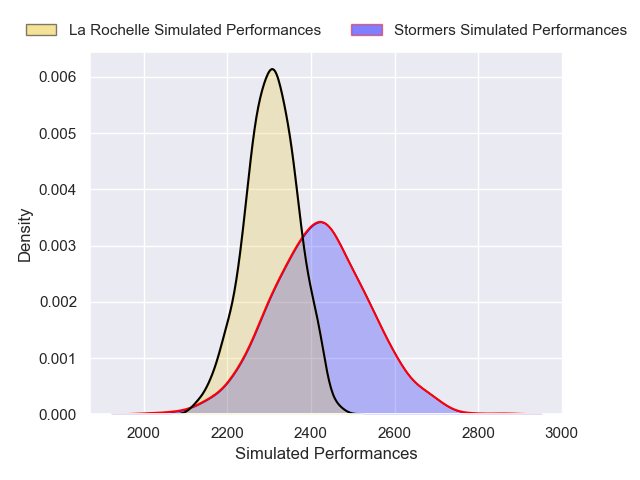 La Rochelle Simulated Performances Stormers Simulated Performances
0.006
0.005
0.004
0.003
0.002
0.001
0.000
Density
2000 2200 2400 2600 2800 3000
Simulated Performances